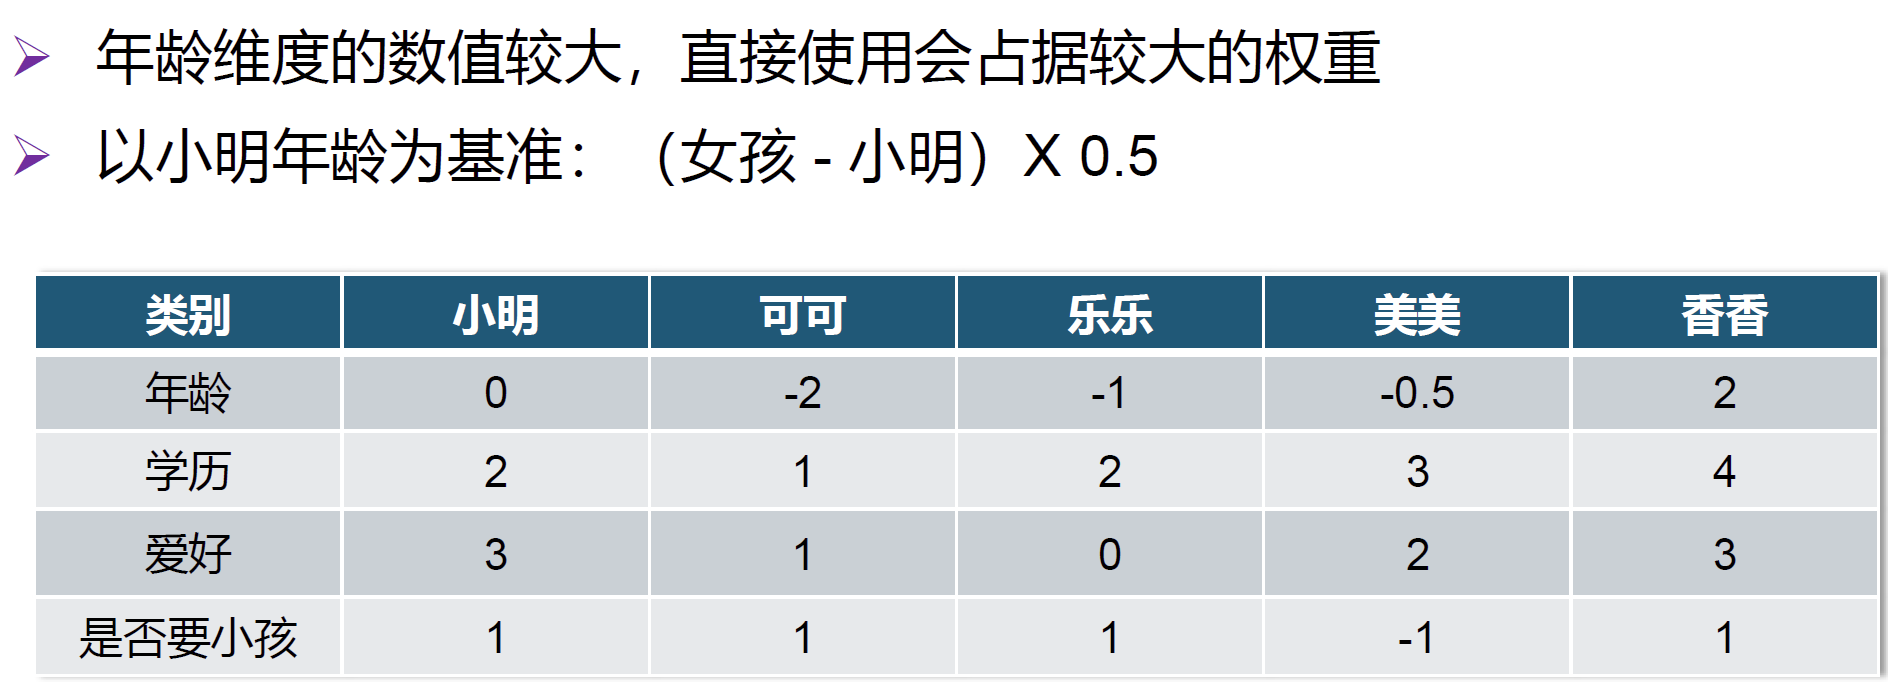 年龄维度的数值较大，直接使用会占据较大的权重
以小明年龄为基准：（女孩 - 小明）X 0.5
类别 小明 可可 乐乐 美美 香香
年龄 0 -2 -1 -0.5 2
学历 2 1 2 3 4
爱好 3 1 0 2 3
是否要小孩 1 1 1 -1 1